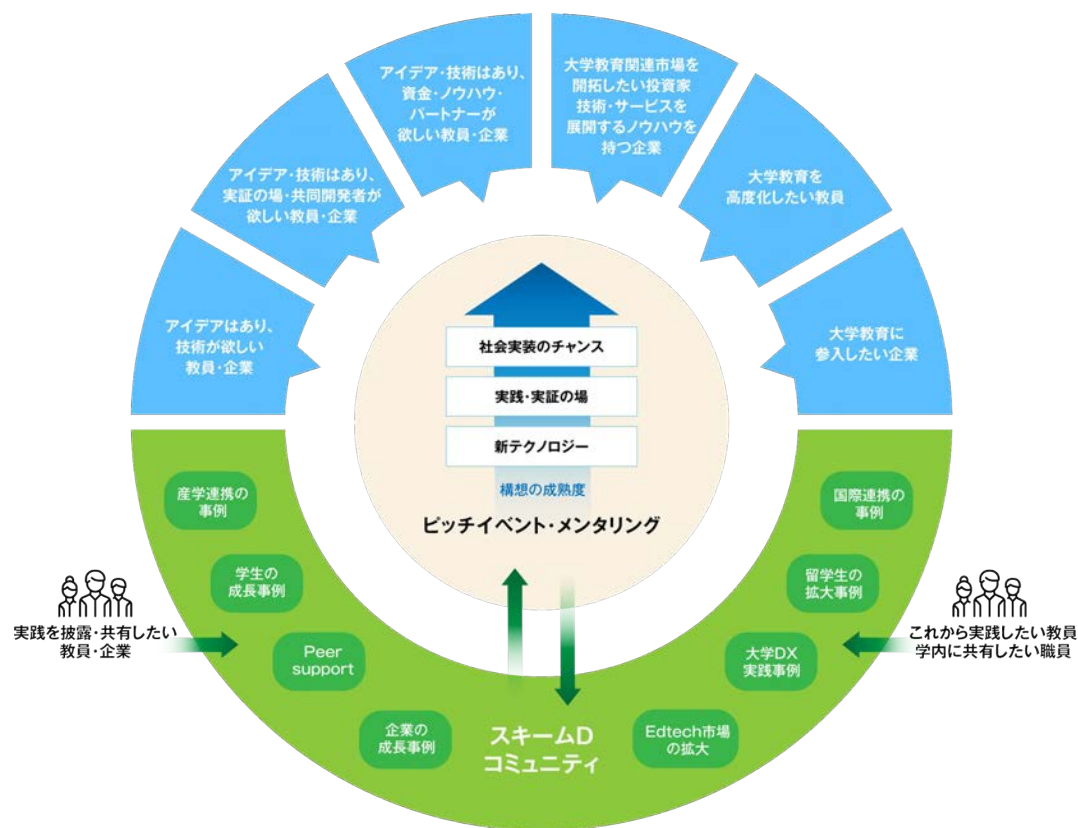 アイデア・技術はあり、
資金・ノウハウ・
パートナーが
欲しい教員・企業
大学教育関連市場を
開拓したい投資家
技術・サービスを
展開するノウハウを
持つ企業
アイデア・技術はあり、
実証の場・共同開発者が
欲しい教員・企業
大学教育を
高度化したい教員
アイデアはあり、
技術が欲しい
教員・企業
大学教育に
参入したい企業
社会実装のチャンス
実践・実証の場
新テクノロジー
構想の成熟度
ピッチイベント・メンタリング
産学連携の
事例
学生の
成長事例
Peer
support
企業の
成長事例
国際連携の
事例
留学生の
拡大事例
大学DX
実践事例
Edtech市場
の拡大
スキームD
コミュニティ
実践を披露・共有したい
教員・企業
これから実践したい教員
学内に共有したい職員